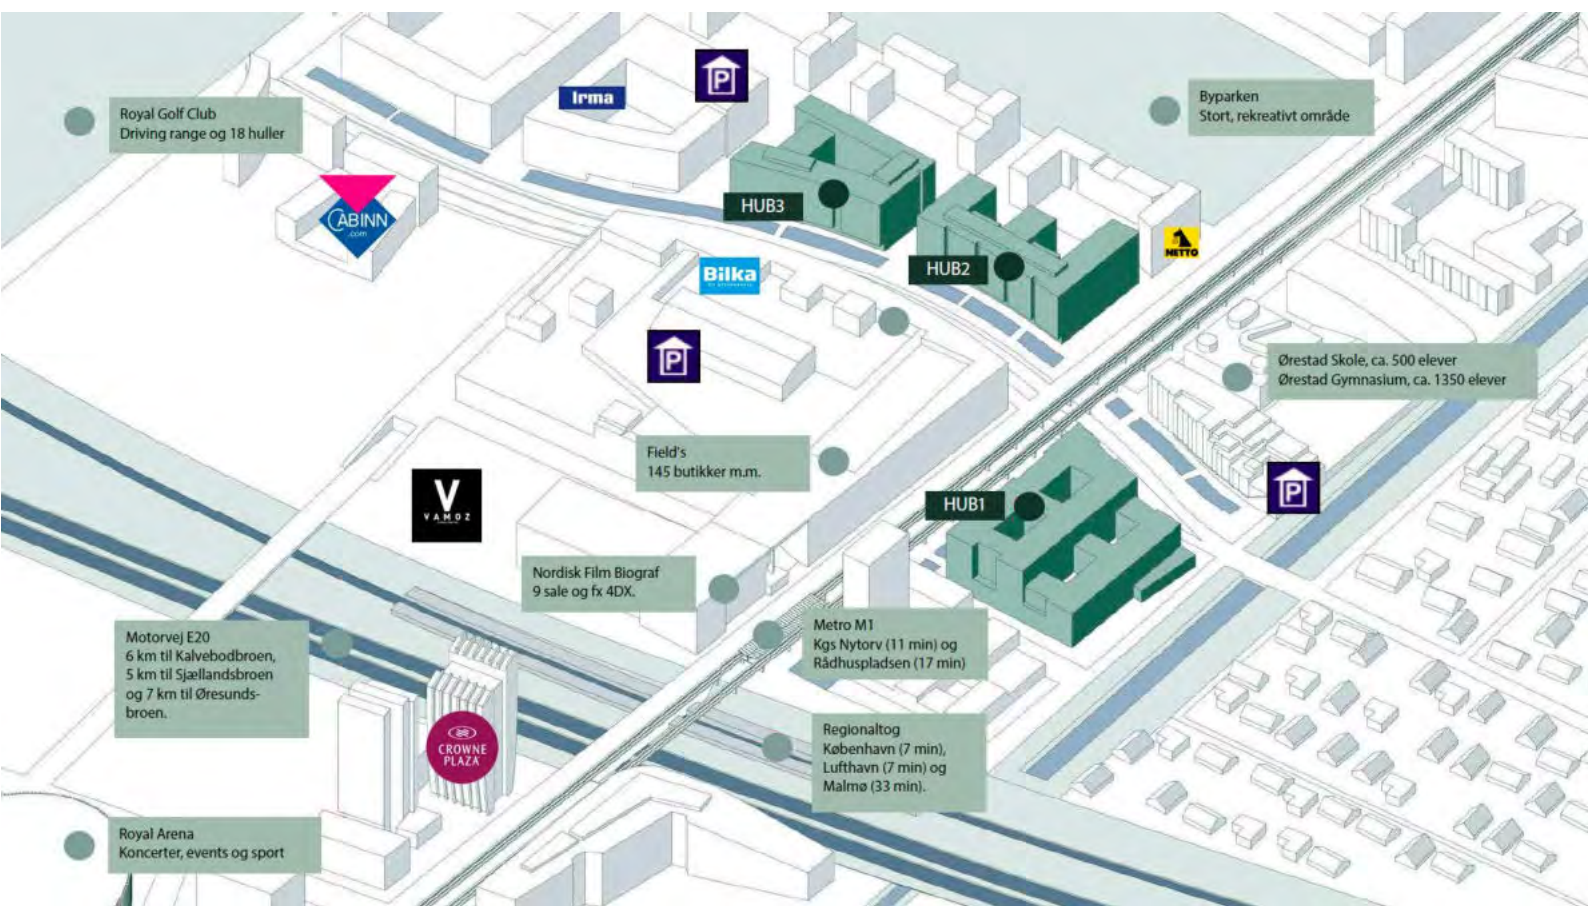 Irma
P
Royal Golf Club
Driving range og 18 huller
Byparken
Stort, rekreativt område
CABINN
.com
HUB3
NETTO
HUB2
Bilka
P
Ørestad Skole, ca. 500 elever
Ørestad Gymnasium, ca. 1350 elever
Field's
145 butikker m.m.
P
V
VAMOZ
HUB1
Nordisk Film Biograf
9 sale og fx 4DX.
Metro M1
Kgs Nytorv (11 min) og
Rådhuspladsen (17 min)
Motorvej E20
6 km til Kalvebodbroen,
5 km til Sjællandsbroen
og 7 km til Øresunds-
broen.
CROWNE
PLAZA
Regionaltog
København (7 min),
Lufthavn (7 min) og
Malmø (33 min).
Royal Arena
Koncerter, events og sport